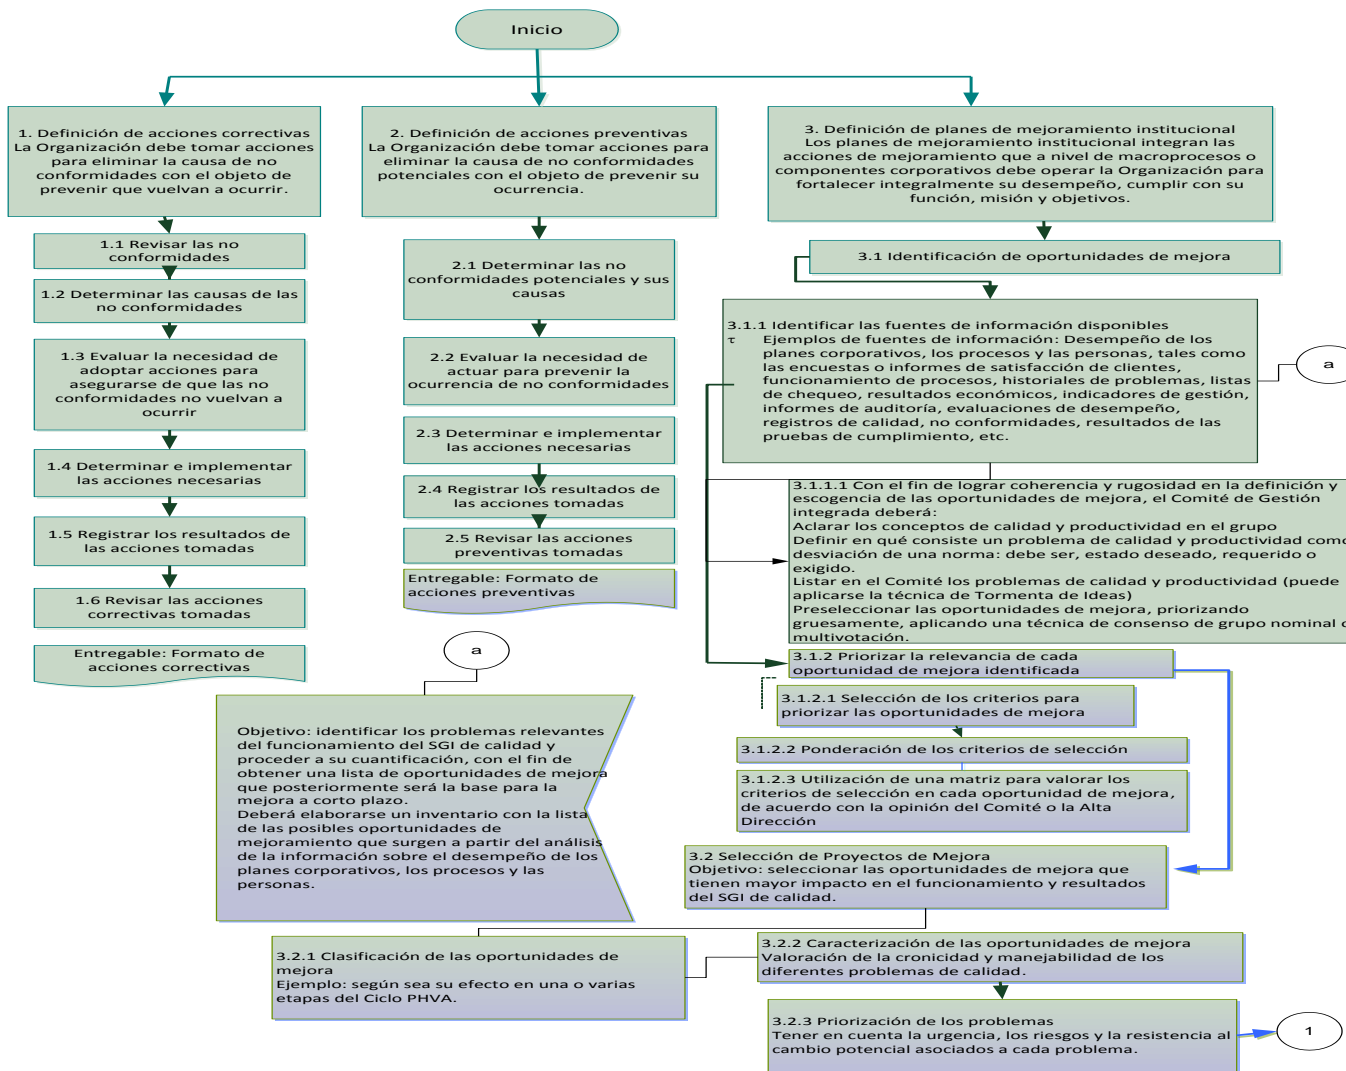 Inicio
1. Definición de acciones correctivas
La Organización debe tomar acciones
para eliminar la causa de no
conformidades con el objeto de
prevenir que vuelvan a ocurrir.
1.1 Revisar las no
conformidades
1.2 Determinar las causas de las
no conformidades
1.3 Evaluar la necesidad de
adoptar acciones para
asegurarse de que las no
conformidades no vuelvan a
ocurrir
1.4 Determinar e implementar
las acciones necesarias
1.5 Registrar los resultados de
las acciones tomadas
1.6 Revisar las acciones
correctivas tomadas
Entregable: Formato de
acciones correctivas
2. Definición de acciones preventivas
La Organización debe tomar acciones para
eliminar la causa de no conformidades
potenciales con el objeto de prevenir su
ocurrencia.
2.1 Determinar las no
conformidades potenciales y sus
causas
2.2 Evaluar la necesidad de
actuar para prevenir la
ocurrencia de no conformidades
2.3 Determinar e implementar
las acciones necesarias
2.4 Registrar los resultados de
las acciones tomadas
2.5 Revisar las acciones
preventivas tomadas
Entregable: Formato de
acciones preventivas
3. Definición de planes de mejoramiento institucional
Los planes de mejoramiento institucional integran las
acciones de mejoramiento que a nivel de macroprocesos o
componentes corporativos debe operar la Organización para
fortalecer integralmente su desempeño, cumplir con su
función, misión y objetivos.
3.1 Identificación de oportunidades de mejora
3.1.1 Identificar las fuentes de información disponibles
τ Ejemplos de fuentes de información: Desempeño de los
planes corporativos, los procesos y las personas, tales como
las encuestas o informes de satisfacción de clientes,
funcionamiento de procesos, historiales de problemas, listas
de chequeo, resultados económicos, indicadores de gestión,
informes de auditoría, evaluaciones de desempeño,
registros de calidad, no conformidades, resultados de las
pruebas de cumplimiento, etc.
a
3.1.1.1 Con el fin de lograr coherencia y rugosidad en la definición y
escogencia de las oportunidades de mejora, el Comité de Gestión
integrada deberá:
Aclarar los conceptos de calidad y productividad en el grupo
Definir en qué consiste un problema de calidad y productividad como
desviación de una norma: debe ser, estado deseado, requerido o
exigido.
Listar en el Comité los problemas de calidad y productividad (puede
aplicarse la técnica de Tormenta de Ideas)
Preseleccionar las oportunidades de mejora, priorizando
gruesamente, aplicando una técnica de consenso de grupo nominal o
multivotación.
3.1.2 Priorizar la relevancia de cada
oportunidad de mejora identificada
3.1.2.1 Selección de los criterios para
priorizar las oportunidades de mejora
3.1.2.2 Ponderación de los criterios de selección
3.1.2.3 Utilización de una matriz para valorar los
criterios de selección en cada oportunidad de mejora,
de acuerdo con la opinión del Comité o la Alta
Dirección
a
Objetivo: identificar los problemas relevantes
del funcionamiento del SGI de calidad y
proceder a su cuantificación, con el fin de
obtener una lista de oportunidades de mejora
que posteriormente será la base para la
mejora a corto plazo.
Deberá elaborarse un inventario con la lista
de las posibles oportunidades de
mejoramiento que surgen a partir del análisis
de la información sobre el desempeño de los
planes corporativos, los procesos y las
personas.
3.2 Selección de Proyectos de Mejora
Objetivo: seleccionar las oportunidades de mejora que
tienen mayor impacto en el funcionamiento y resultados
del SGI de calidad.
3.2.1 Clasificación de las oportunidades de
mejora
Ejemplo: según sea su efecto en una o varias
etapas del Ciclo PHVA.
3.2.2 Caracterización de las oportunidades de mejora
Valoración de la cronicidad y manejabilidad de los
diferentes problemas de calidad.
3.2.3 Priorización de los problemas
Tener en cuenta la urgencia, los riesgos y la resistencia al
cambio potencial asociados a cada problema.
1